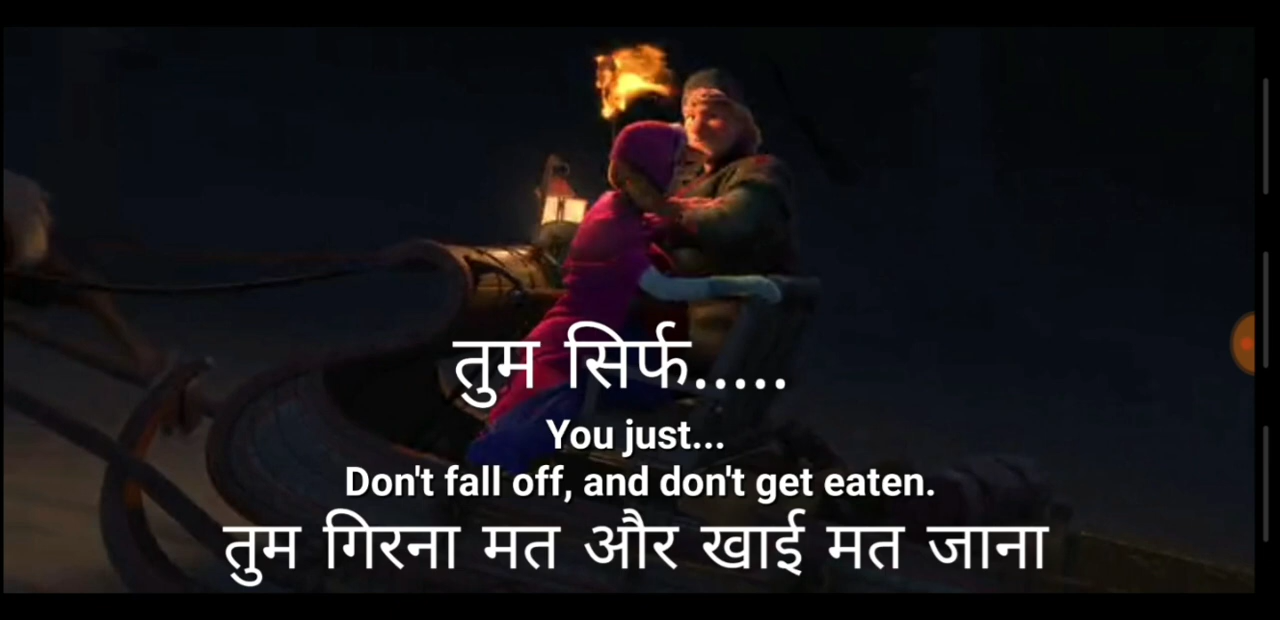 तुम सिर्फ.....
You just...
Don't fall off, and don't get eaten.
तुम गिरना मत और खाई मत जाना